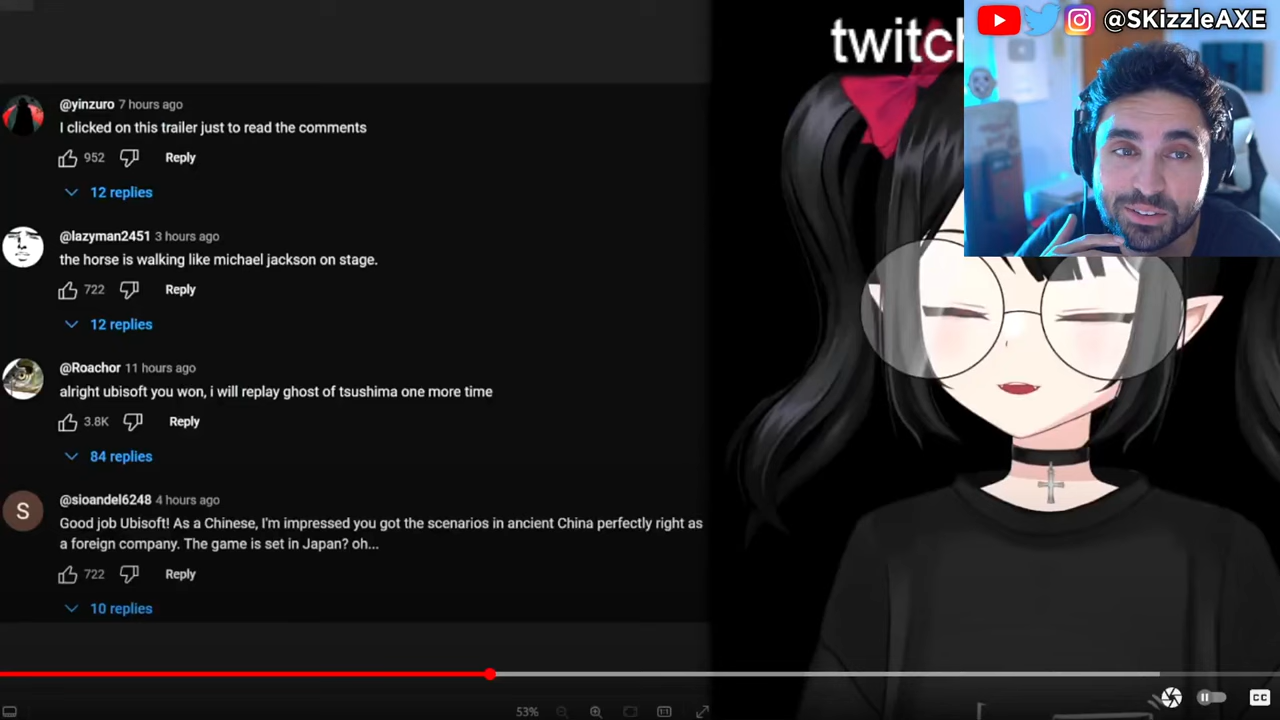 twitch
@SKizzleAXE
@yinzuro 7 hours ago
I clicked on this trailer just to read the comments
952 Reply
12 replies
@lazyman2451 3 hours ago
the horse is walking like michael jackson on stage.
722 Reply
12 replies
@Roachor 11 hours ago
alright ubisoft you won, i will replay ghost of tsushima one more time
3.8K Reply
84 replies
S
@sioandel6248 4 hours ago
Good job Ubisoft! As a Chinese, I'm impressed you got the scenarios in ancient China perfectly right as
a foreign company. The game is set in Japan? oh...
722 Reply
10 replies
53% 1:1 CC